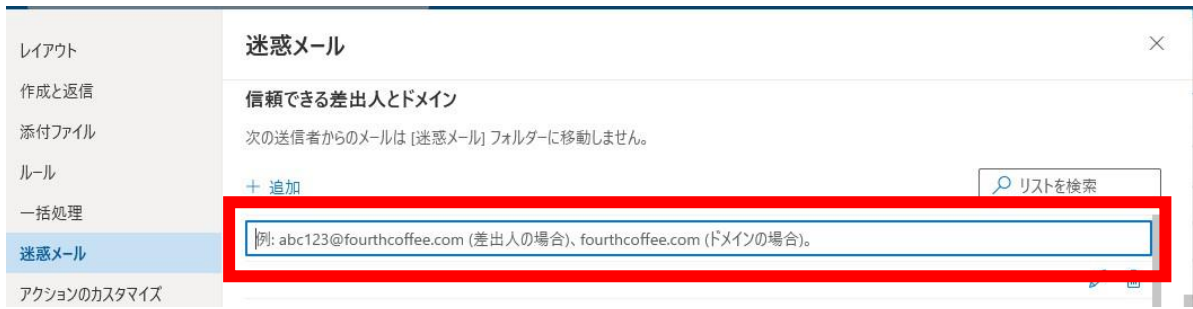 レイアウト
作成と返信
添付ファイル
ルール
一括処理
迷惑メール
アクションのカスタマイズ
迷惑メール
信頼できる差出人とドメイン
次の送信者からのメールは [迷惑メール] フォルダーに移動しません。
＋ 追加
リストを検索
例: abc123@fourthcoffee.com (差出人の場合)、fourthcoffee.com (ドメインの場合)。